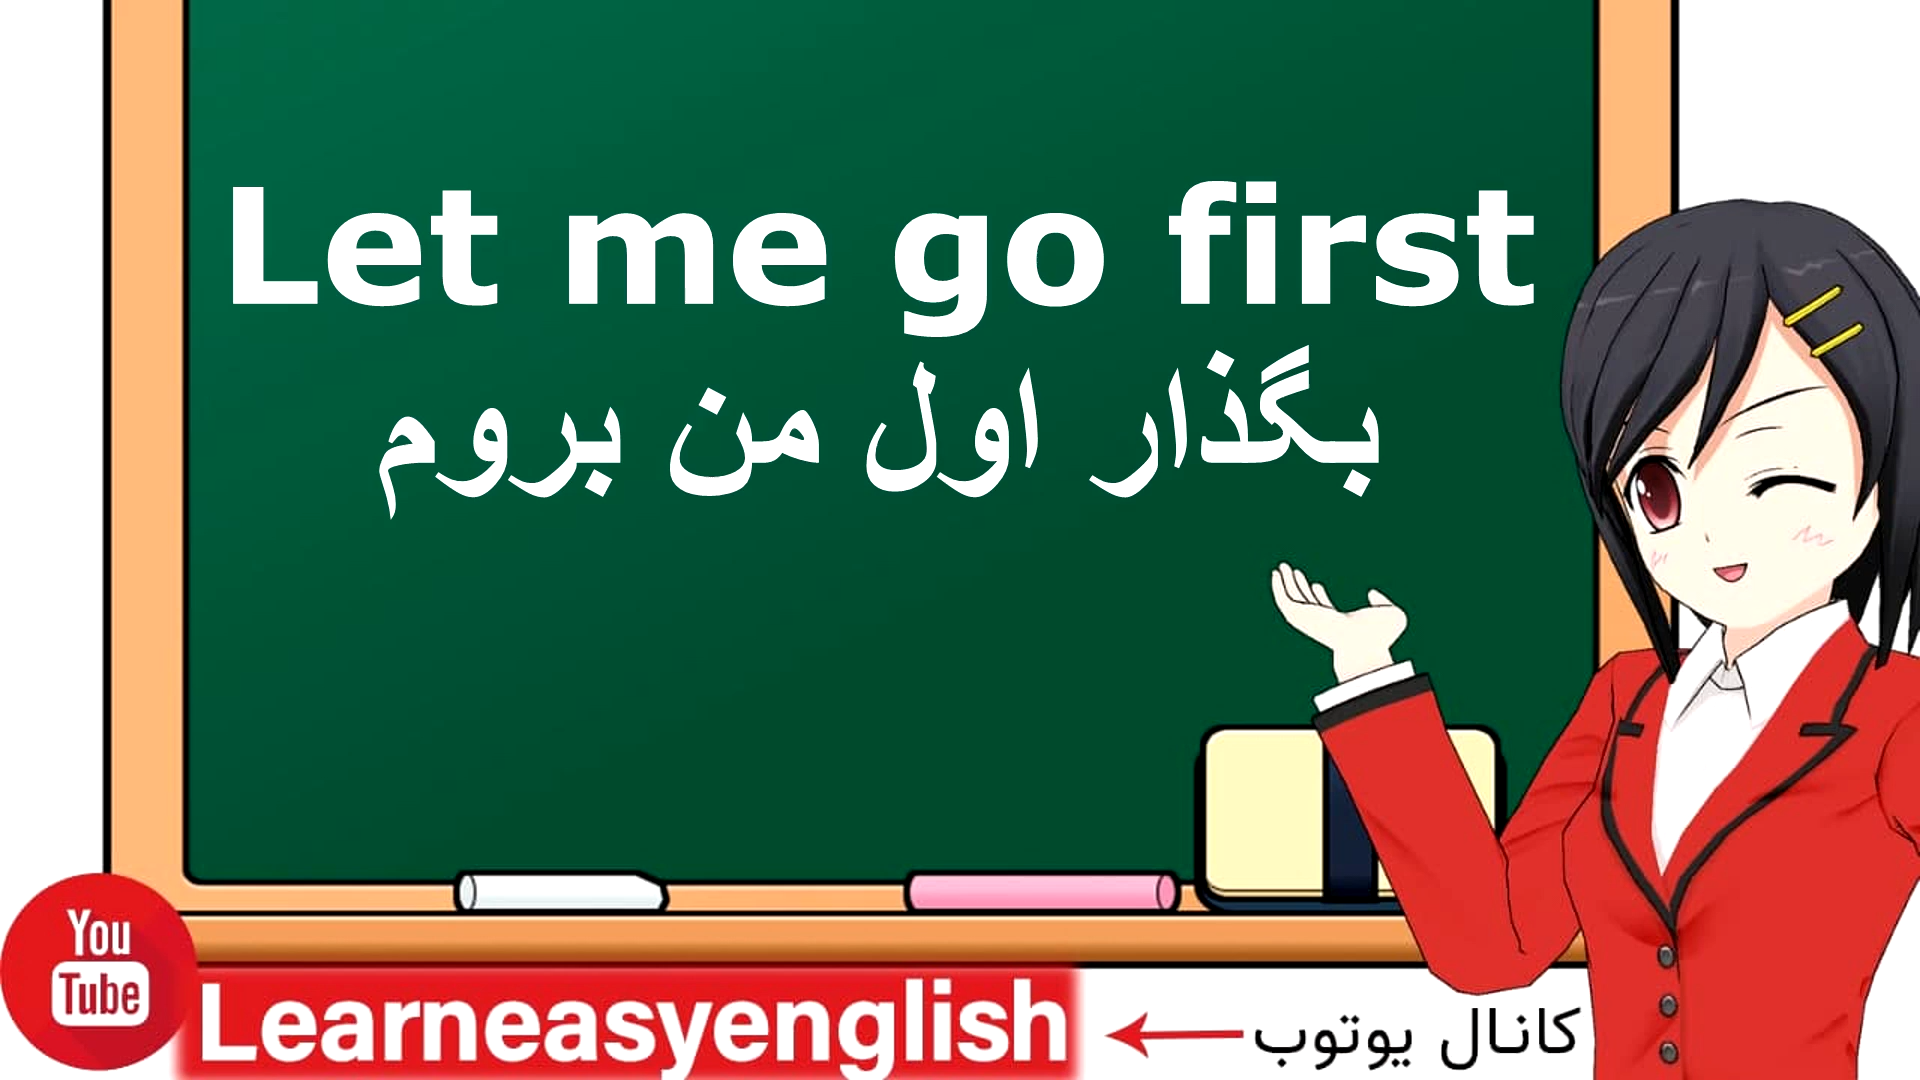 Let me go first
بگذار اول من بروم
You
Tube
Learneasyenglish
کانال یوتوب